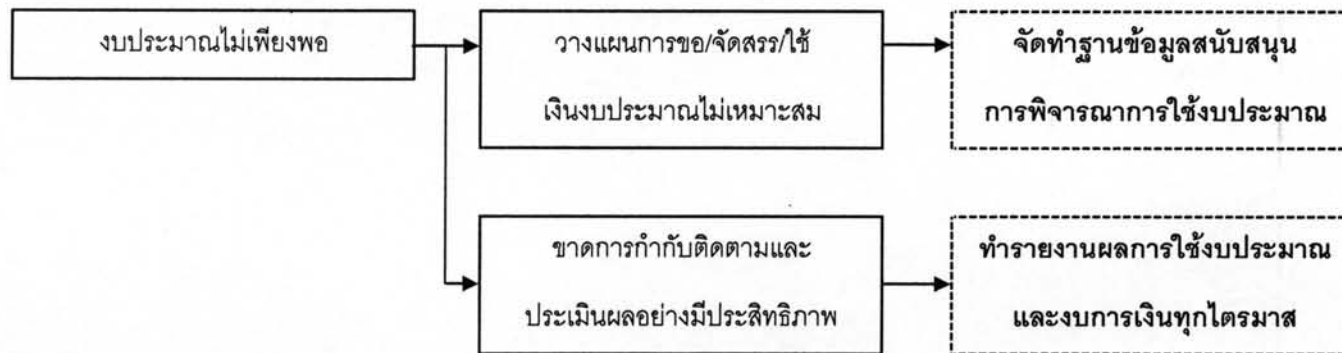 งบประมาณไม่เพียงพอ
วางแผนการขอ/จัดสรร/ใช้
เงินงบประมาณไม่เหมาะสม
จัดทำฐานข้อมูลสนับสนุน
การพิจารณาการใช้งบประมาณ
ขาดการกำกับติดตามและ
ประเมินผลอย่างมีประสิทธิภาพ
ทำรายงานผลการใช้งบประมาณ
และงบการเงินทุกไตรมาส